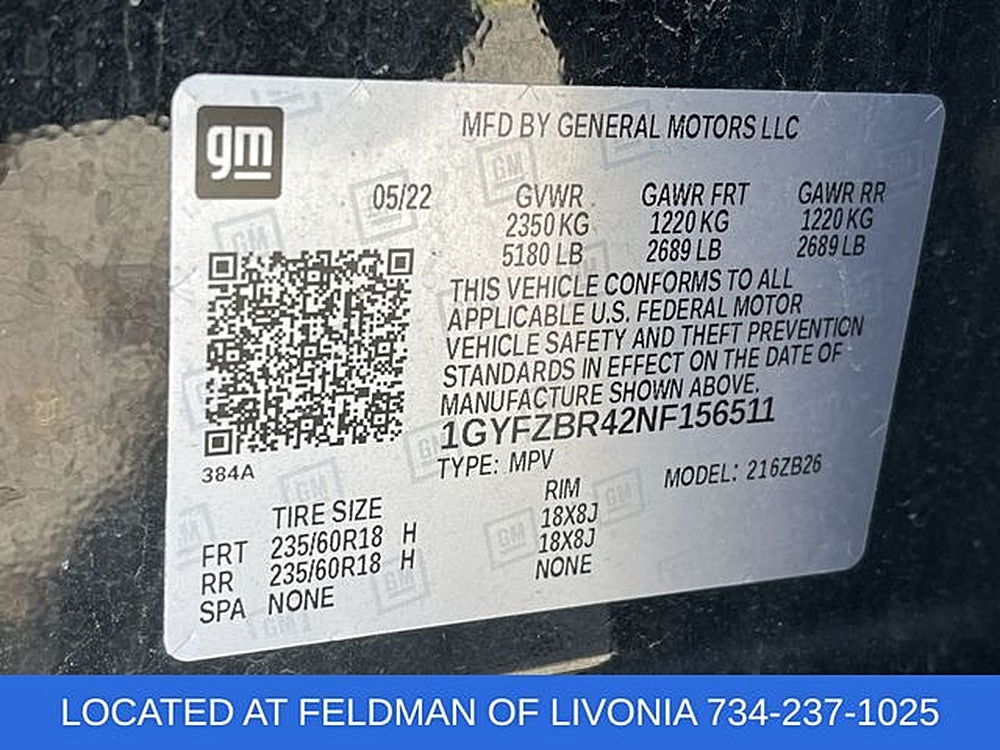 gm
MFD BY GENERAL MOTORS LLC
05/22 GVWR GAWR FRT GAWR RR
2350 KG 1220 KG 1220 KG
5180 LB 2689 LB 2689 LB
THIS VEHICLE CONFORMS TO ALL
APPLICABLE U.S. FEDERAL MOTOR
VEHICLE SAFETY AND THEFT PREVENTION
STANDARDS IN EFFECT ON THE DATE OF
MANUFACTURE SHOWN ABOVE.
1GYFZBR42NF156511
384A
TYPE: MPV MODEL: 216ZB26
TIRE SIZE RIM
FRT 235/60R18 H 18X8J
RR 235/60R18 H 18X8J
SPA NONE NONE
LOCATED AT FELDMAN OF LIVONIA 734-237-1025